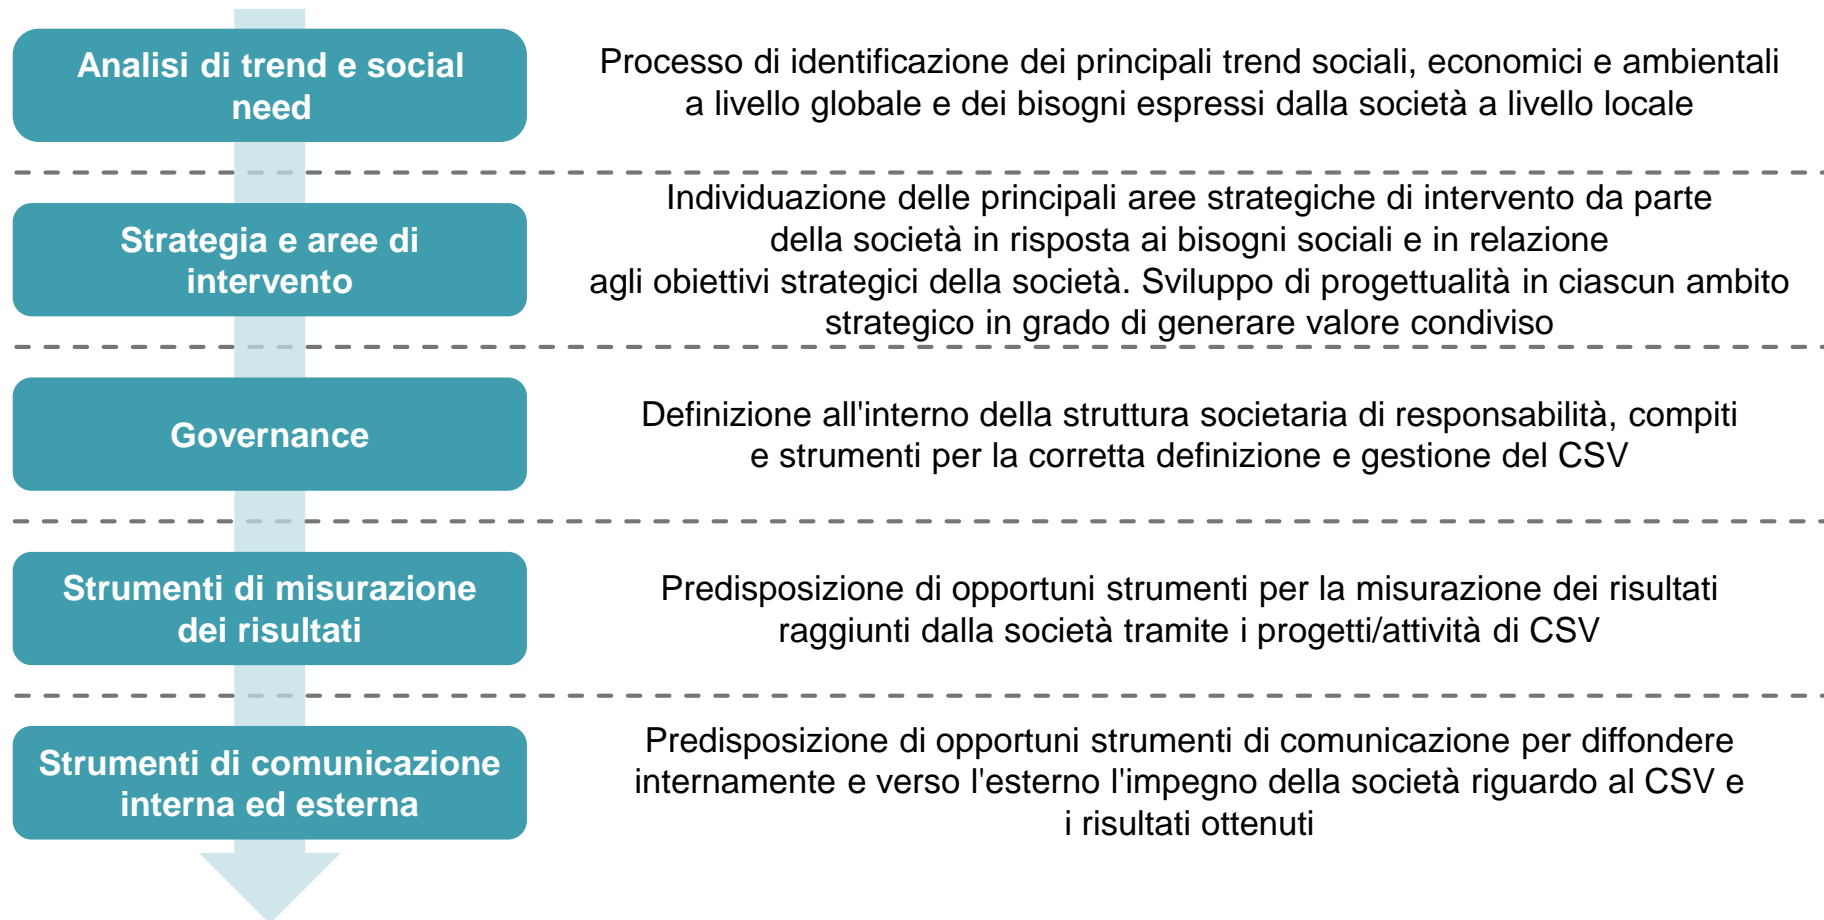 Analisi di trend e social
need
Processo di identificazione dei principali trend sociali, economici e ambientali
a livello globale e dei bisogni espressi dalla società a livello locale
Strategia e aree di
intervento
Individuazione delle principali aree strategiche di intervento da parte
della società in risposta ai bisogni sociali e in relazione
agli obiettivi strategici della società. Sviluppo di progettualità in ciascun ambito
strategico in grado di generare valore condiviso
Governance
Definizione all'interno della struttura societaria di responsabilità, compiti
e strumenti per la corretta definizione e gestione del CSV
Strumenti di misurazione
dei risultati
Predisposizione di opportuni strumenti per la misurazione dei risultati
raggiunti dalla società tramite i progetti/attività di CSV
Strumenti di comunicazione
interna ed esterna
Predisposizione di opportuni strumenti di comunicazione per diffondere
internamente e verso l'esterno l'impegno della società riguardo al CSV e
i risultati ottenuti